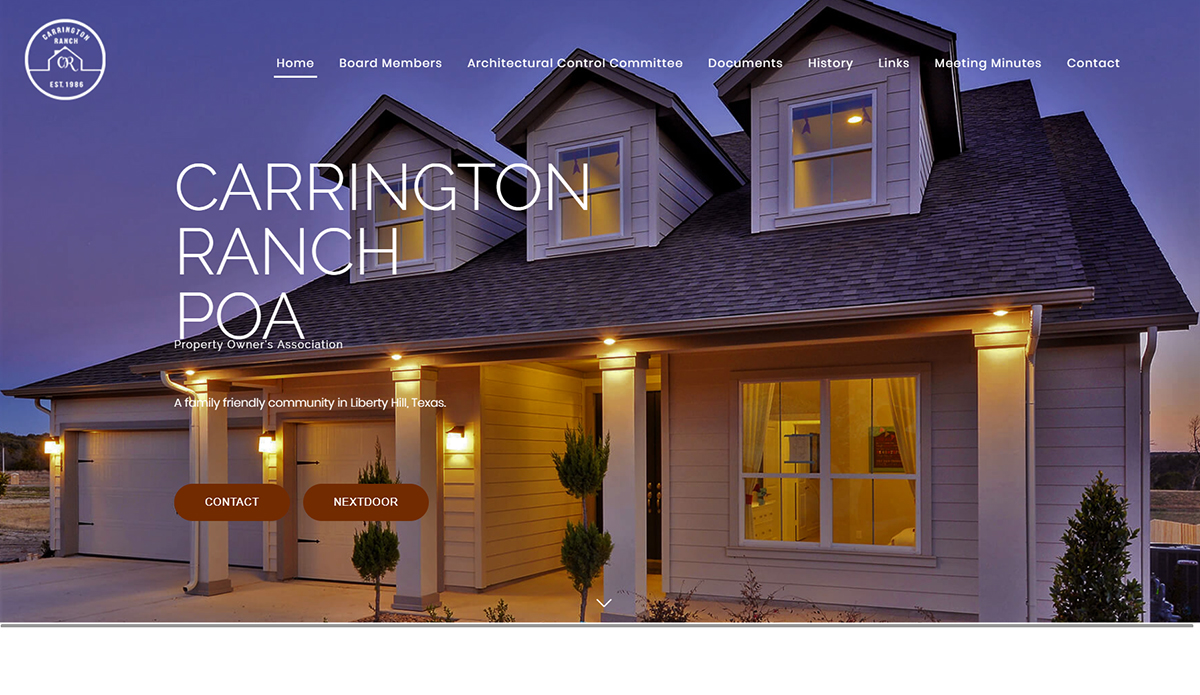 CARRINGTON
RANCH
CR
EST. 1986
Home Board Members Architectural Control Committee Documents History Links Meeting Minutes Contact
CARRINGTON
RANCH
POA
Property Owner's Association
A family friendly community in Liberty Hill, Texas.
CONTACT NEXTDOOR